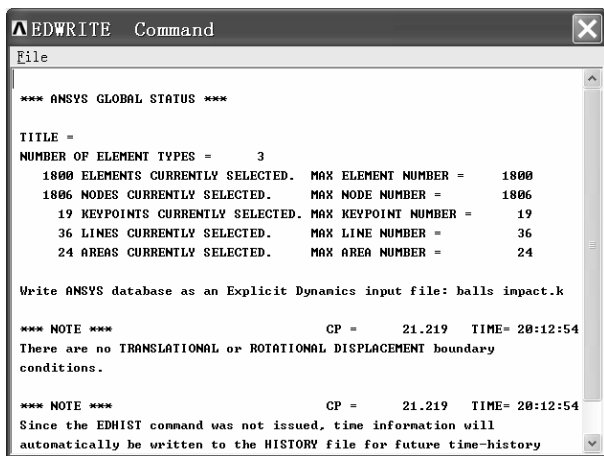 EDWRITE Command
File
*** ANSYS GLOBAL STATUS ***
TITLE =
NUMBER OF ELEMENT TYPES = 3
1800 ELEMENTS CURRENTLY SELECTED. MAX ELEMENT NUMBER = 1800
1806 NODES CURRENTLY SELECTED. MAX NODE NUMBER = 1806
19 KEYPOINTS CURRENTLY SELECTED. MAX KEYPOINT NUMBER = 19
36 LINES CURRENTLY SELECTED. MAX LINE NUMBER = 36
24 AREAS CURRENTLY SELECTED. MAX AREA NUMBER = 24
Write ANSYS database as an Explicit Dynamics input file: balls impact.k
*** NOTE *** CP = 21.219 TIME= 20:12:54
There are no TRANSLATIONAL or ROTATIONAL DISPLACEMENT boundary
conditions.
*** NOTE *** CP = 21.219 TIME= 20:12:54
Since the EDHIST command was not issued, time information will
automatically be written to the HISTORY file for future time-history